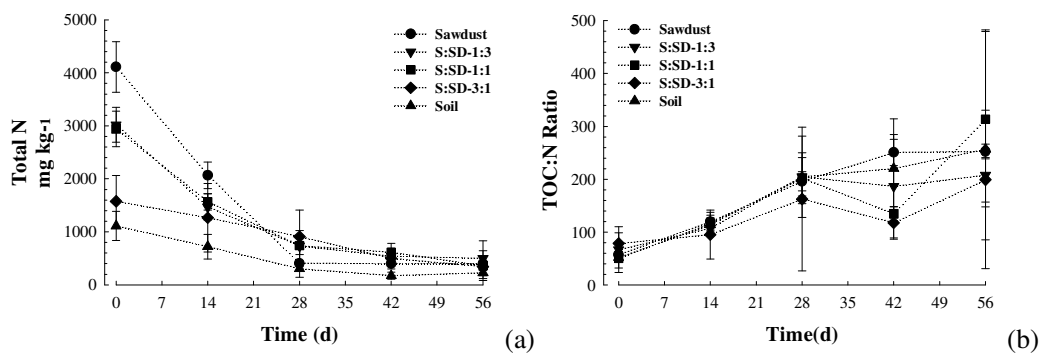 Total N
mg kg-1
5000
4000
3000
2000
1000
0
Sawdust
S:SD-1:3
S:SD-1:1
S:SD-3:1
Soil
0 7 14 21 28 35 42 49 56
Time (d)
(a)
TOC:N Ratio
500
400
300
200
100
0
Sawdust
S:SD-1:3
S:SD-1:1
S:SD-3:1
Soil
0 7 14 21 28 35 42 49 56
Time(d)
(b)